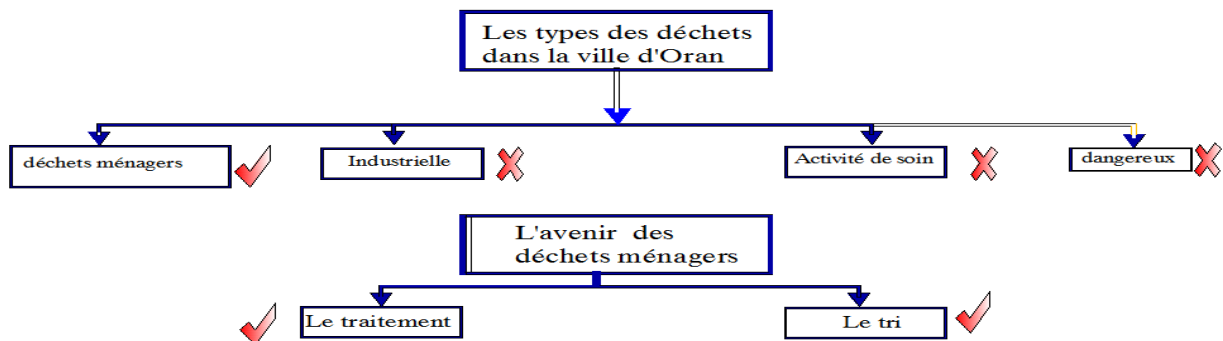 Les types des déchets
dans la ville d'Oran
déchets ménagers
Industrielle
Activité de soin
dangereux
L'avenir des
déchets ménagers
Le traitement
Le tri